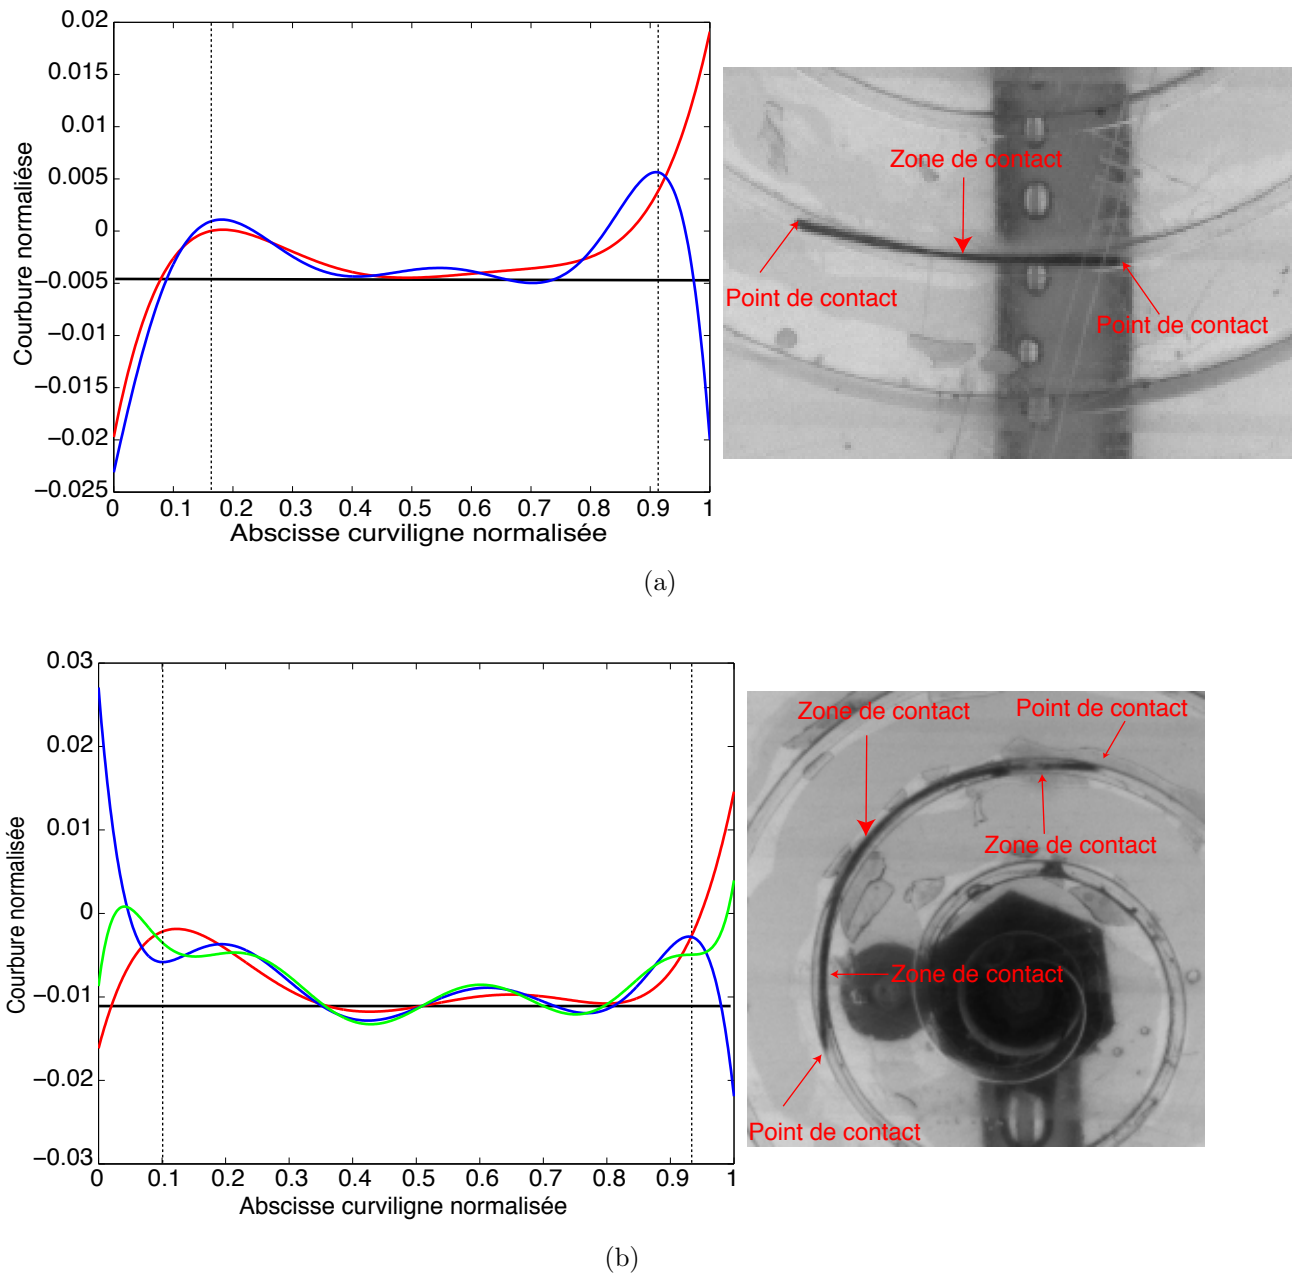 0.02
0.015
0.01
0.005
0
−0.005
−0.01
−0.015
−0.02
−0.025
Courbure normaliése
0 0.1 0.2 0.3 0.4 0.5 0.6 0.7 0.8 0.9 1
Abscisse curviligne normalisée
Zone de contact
Point de contact
Point de contact
(a)
0.03
0.02
0.01
0
−0.01
−0.02
−0.03
Courbure normalisée
0 0.1 0.2 0.3 0.4 0.5 0.6 0.7 0.8 0.9 1
Abscisse curviligne normalisée
Zone de contact
Point de contact
Zone de contact
Zone de contact
Point de contact
(b)